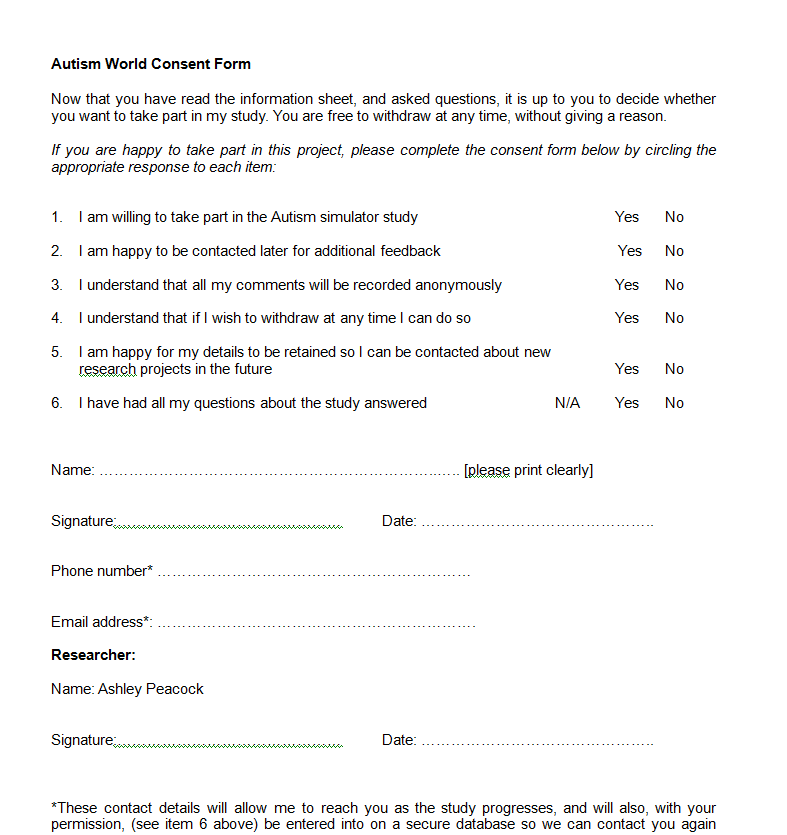 Autism World Consent Form
Now that you have read the information sheet, and asked questions, it is up to you to decide whether
you want to take part in my study. You are free to withdraw at any time, without giving a reason.
If you are happy to take part in this project, please complete the consent form below by circling the
appropriate response to each item:
1. I am willing to take part in the Autism simulator study Yes No
2. I am happy to be contacted later for additional feedback Yes No
3. I understand that all my comments will be recorded anonymously Yes No
4. I understand that if I wish to withdraw at any time I can do so Yes No
5. I am happy for my details to be retained so I can be contacted about new
research projects in the future Yes No
6. I have had all my questions about the study answered N/A Yes No
Name: …………………………………………………………….….. [please print clearly]
Signature:................................................ Date: ………………………………………..
Phone number* ………………………………………………………
Email address*: ……………………………………………………….
Researcher:
Name: Ashley Peacock
Signature:................................................ Date: ………………………………………..
*These contact details will allow me to reach you as the study progresses, and will also, with your
permission, (see item 6 above) be entered into on a secure database so we can contact you again